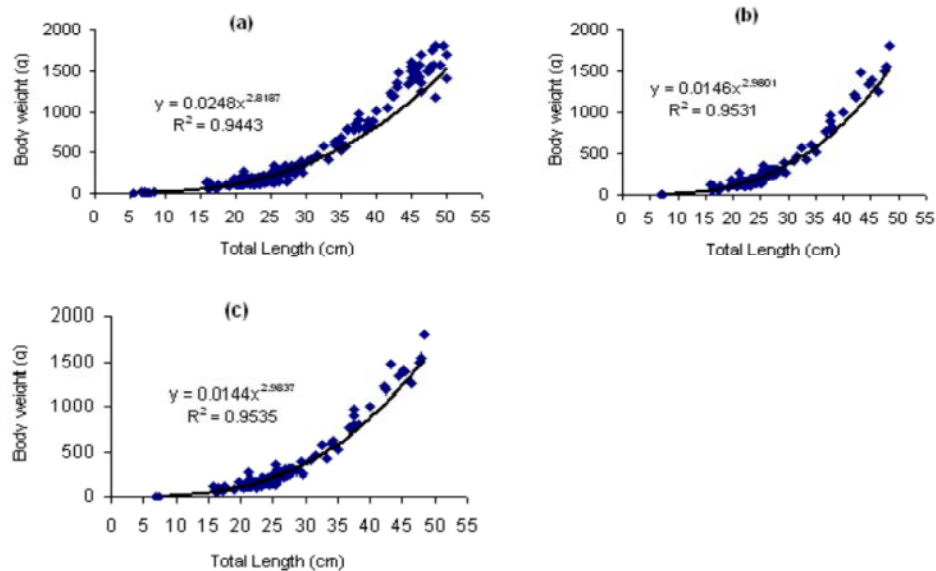 (a)
2000
1500
1000
500
0
Body weight (g)
y = 0.0248x^2.8187
R² = 0.9443
0 5 10 15 20 25 30 35 40 45 50 55
Total Length (cm)
(b)
2000
1500
1000
500
0
Body weight (g)
y = 0.0146x^2.9801
R² = 0.9531
0 5 10 15 20 25 30 35 40 45 50 55
Total Length (cm)
(c)
2000
1500
1000
500
0
Body weight (g)
y = 0.0144x^2.9837
R² = 0.9535
0 5 10 15 20 25 30 35 40 45 50 55
Total Length (cm)